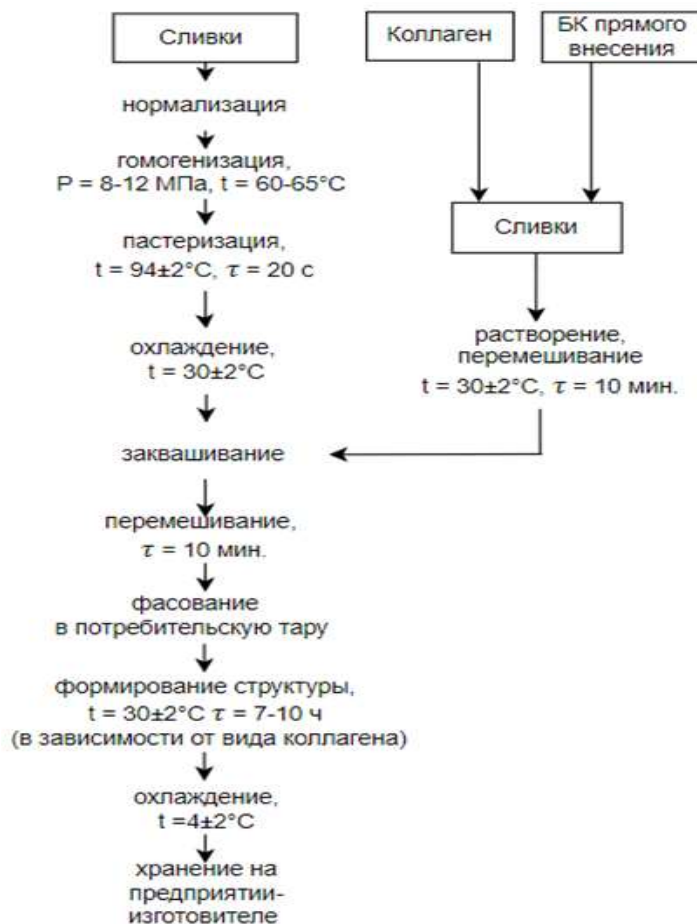 Сливки
нормализация
гомогенизация,
P = 8-12 МПа, t = 60-65°C
пастеризация,
t = 94±2°C, τ = 20 с
охлаждение,
t = 30±2°C
заквашивание
перемешивание,
τ = 10 мин.
фасование
в потребительскую тару
формирование структуры,
t = 30±2°C τ = 7-10 ч
(в зависимости от вида коллагена)
охлаждение,
t =4±2°C
хранение на
предприятии-
изготовителе
Коллаген
БК прямого
внесения
Сливки
растворение,
перемешивание
t = 30±2°C, τ = 10 мин.